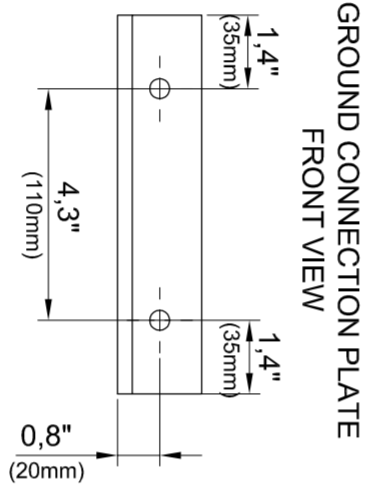 GROUND CONNECTION PLATE
FRONT VIEW
1,4"
(35mm)
4,3"
(110mm)
1,4"
(35mm)
0,8"
(20mm)